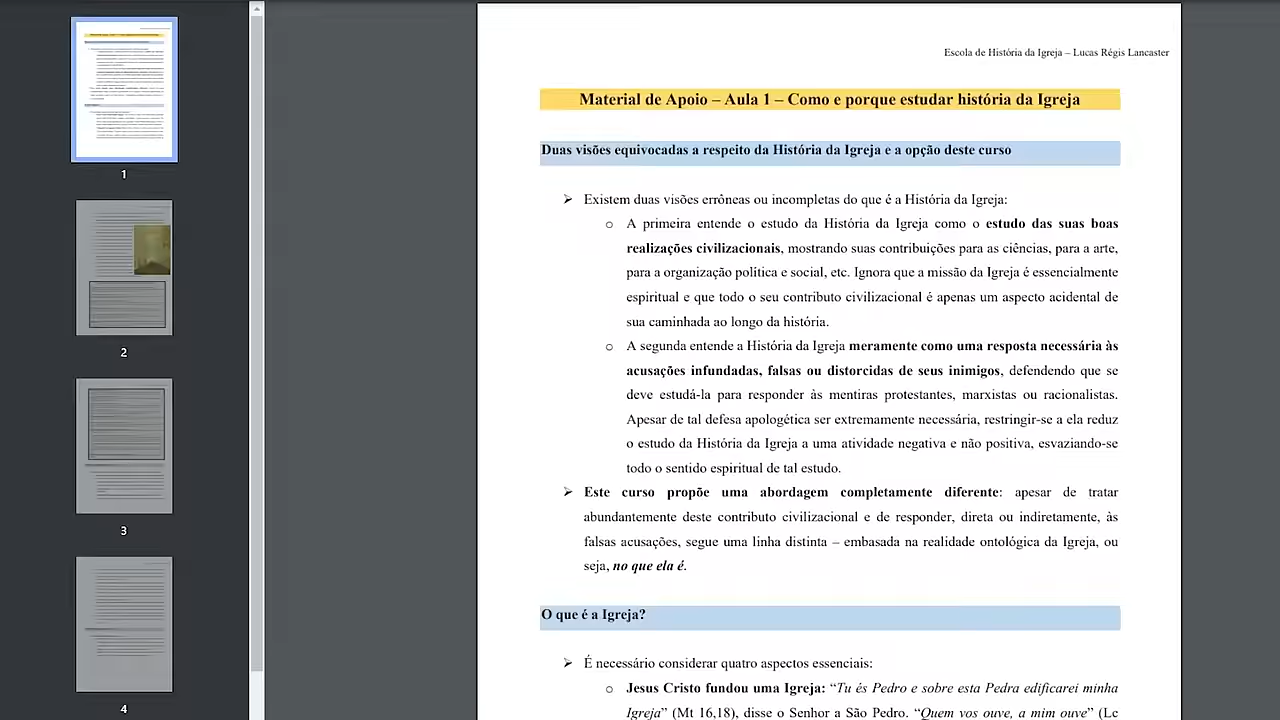 Escola de História da Igreja – Lucas Régis Lancaster
Material de Apoio – Aula 1 – Como e porque estudar história da Igreja
Duas visões equivocadas a respeito da História da Igreja e a opção deste curso
➢ Existem duas visões errôneas ou incompletas do que é a História da Igreja:
o A primeira entende o estudo da História da Igreja como o estudo das suas boas
realizações civilizacionais, mostrando suas contribuições para as ciências, para a arte,
para a organização política e social, etc. Ignora que a missão da Igreja é essencialmente
espiritual e que todo o seu contributo civilizacional é apenas um aspecto acidental de
sua caminhada ao longo da história.
o A segunda entende a História da Igreja meramente como uma resposta necessária às
acusações infundadas, falsas ou distorcidas de seus inimigos, defendendo que se
deve estudá-la para responder às mentiras protestantes, marxistas ou racionalistas.
Apesar de tal defesa apologética ser extremamente necessária, restringir-se a ela reduz
o estudo da História da Igreja a uma atividade negativa e não positiva, esvaziando-se
todo o sentido espiritual de tal estudo.
➢ Este curso propõe uma abordagem completamente diferente: apesar de tratar
abundantemente deste contributo civilizacional e de responder, direta ou indiretamente, às
falsas acusações, segue uma linha distinta – embasada na realidade ontológica da Igreja, ou
seja, no que ela é.
O que é a Igreja?
➢ É necessário considerar quatro aspectos essenciais:
o Jesus Cristo fundou uma Igreja: “Tu és Pedro e sobre esta Pedra edificarei minha
Igreja” (Mt 16,18), disse o Senhor a São Pedro. “Quem vos ouve, a mim ouve” (Lc
1
2
3
4